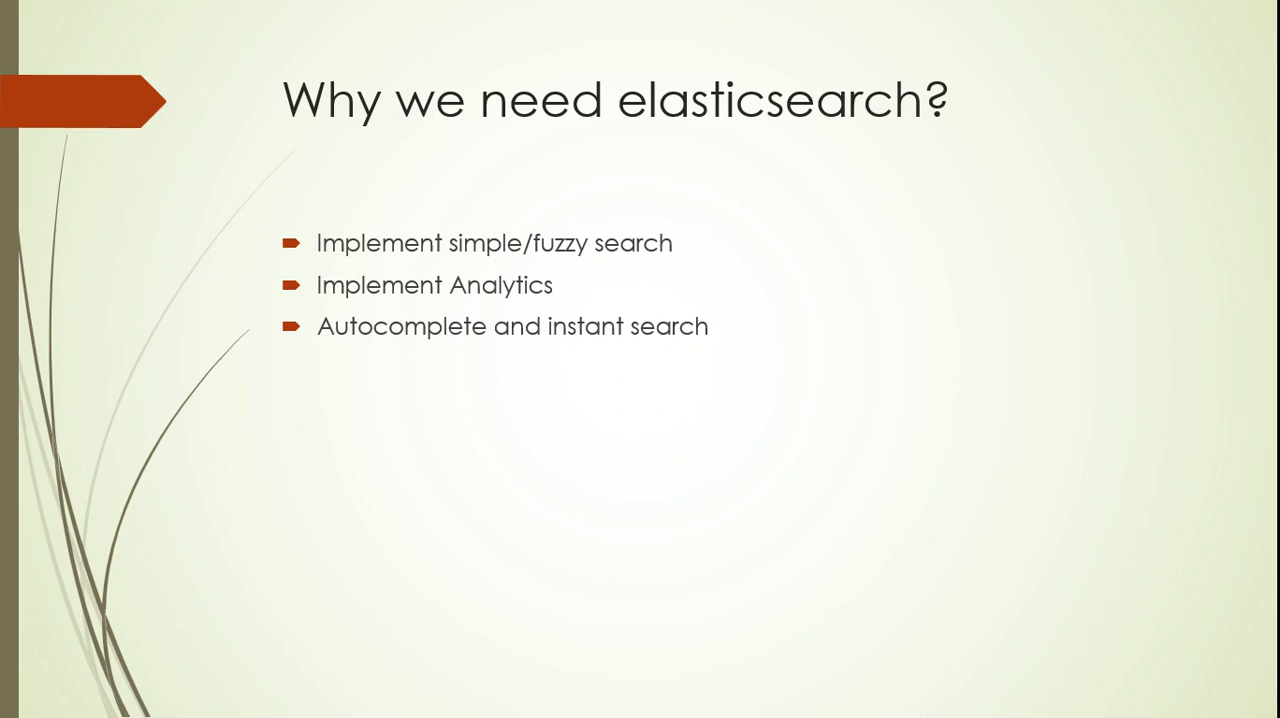 Why we need elasticsearch?
Implement simple/fuzzy search
Implement Analytics
Autocomplete and instant search